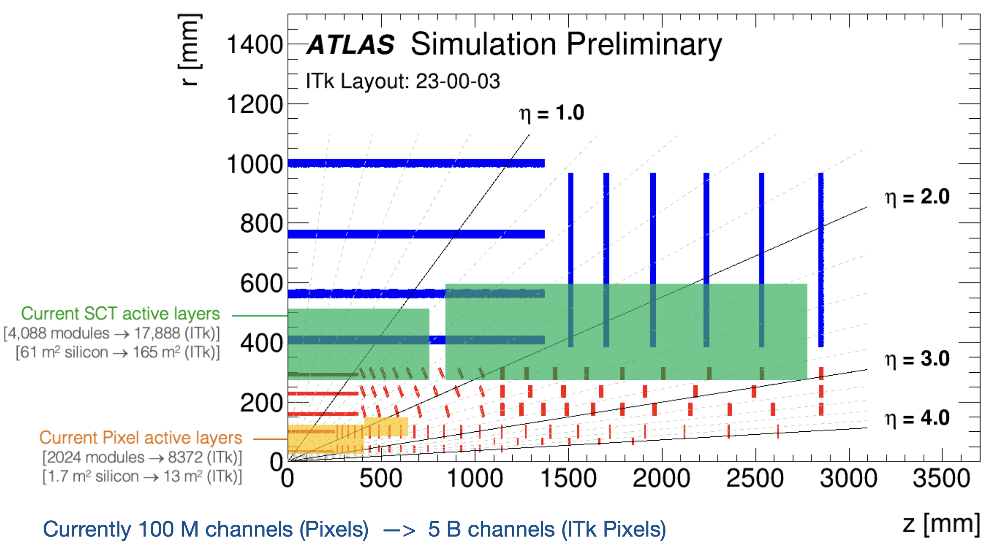 r [mm]
1400
ATLAS Simulation Preliminary
ITk Layout: 23-00-03
1200
η = 1.0
1000
η = 2.0
800
600
Current SCT active layers
[4,088 modules → 17,888 (ITk)]
[61 m² silicon → 165 m² (ITk)]
400
η = 3.0
200
η = 4.0
Current Pixel active layers
[2024 modules → 8372 (ITk)]
[1.7 m² silicon → 13 m² (ITk)]
0
0 500 1000 1500 2000 2500 3000 3500
z [mm]
Currently 100 M channels (Pixels) —> 5 B channels (ITk Pixels)